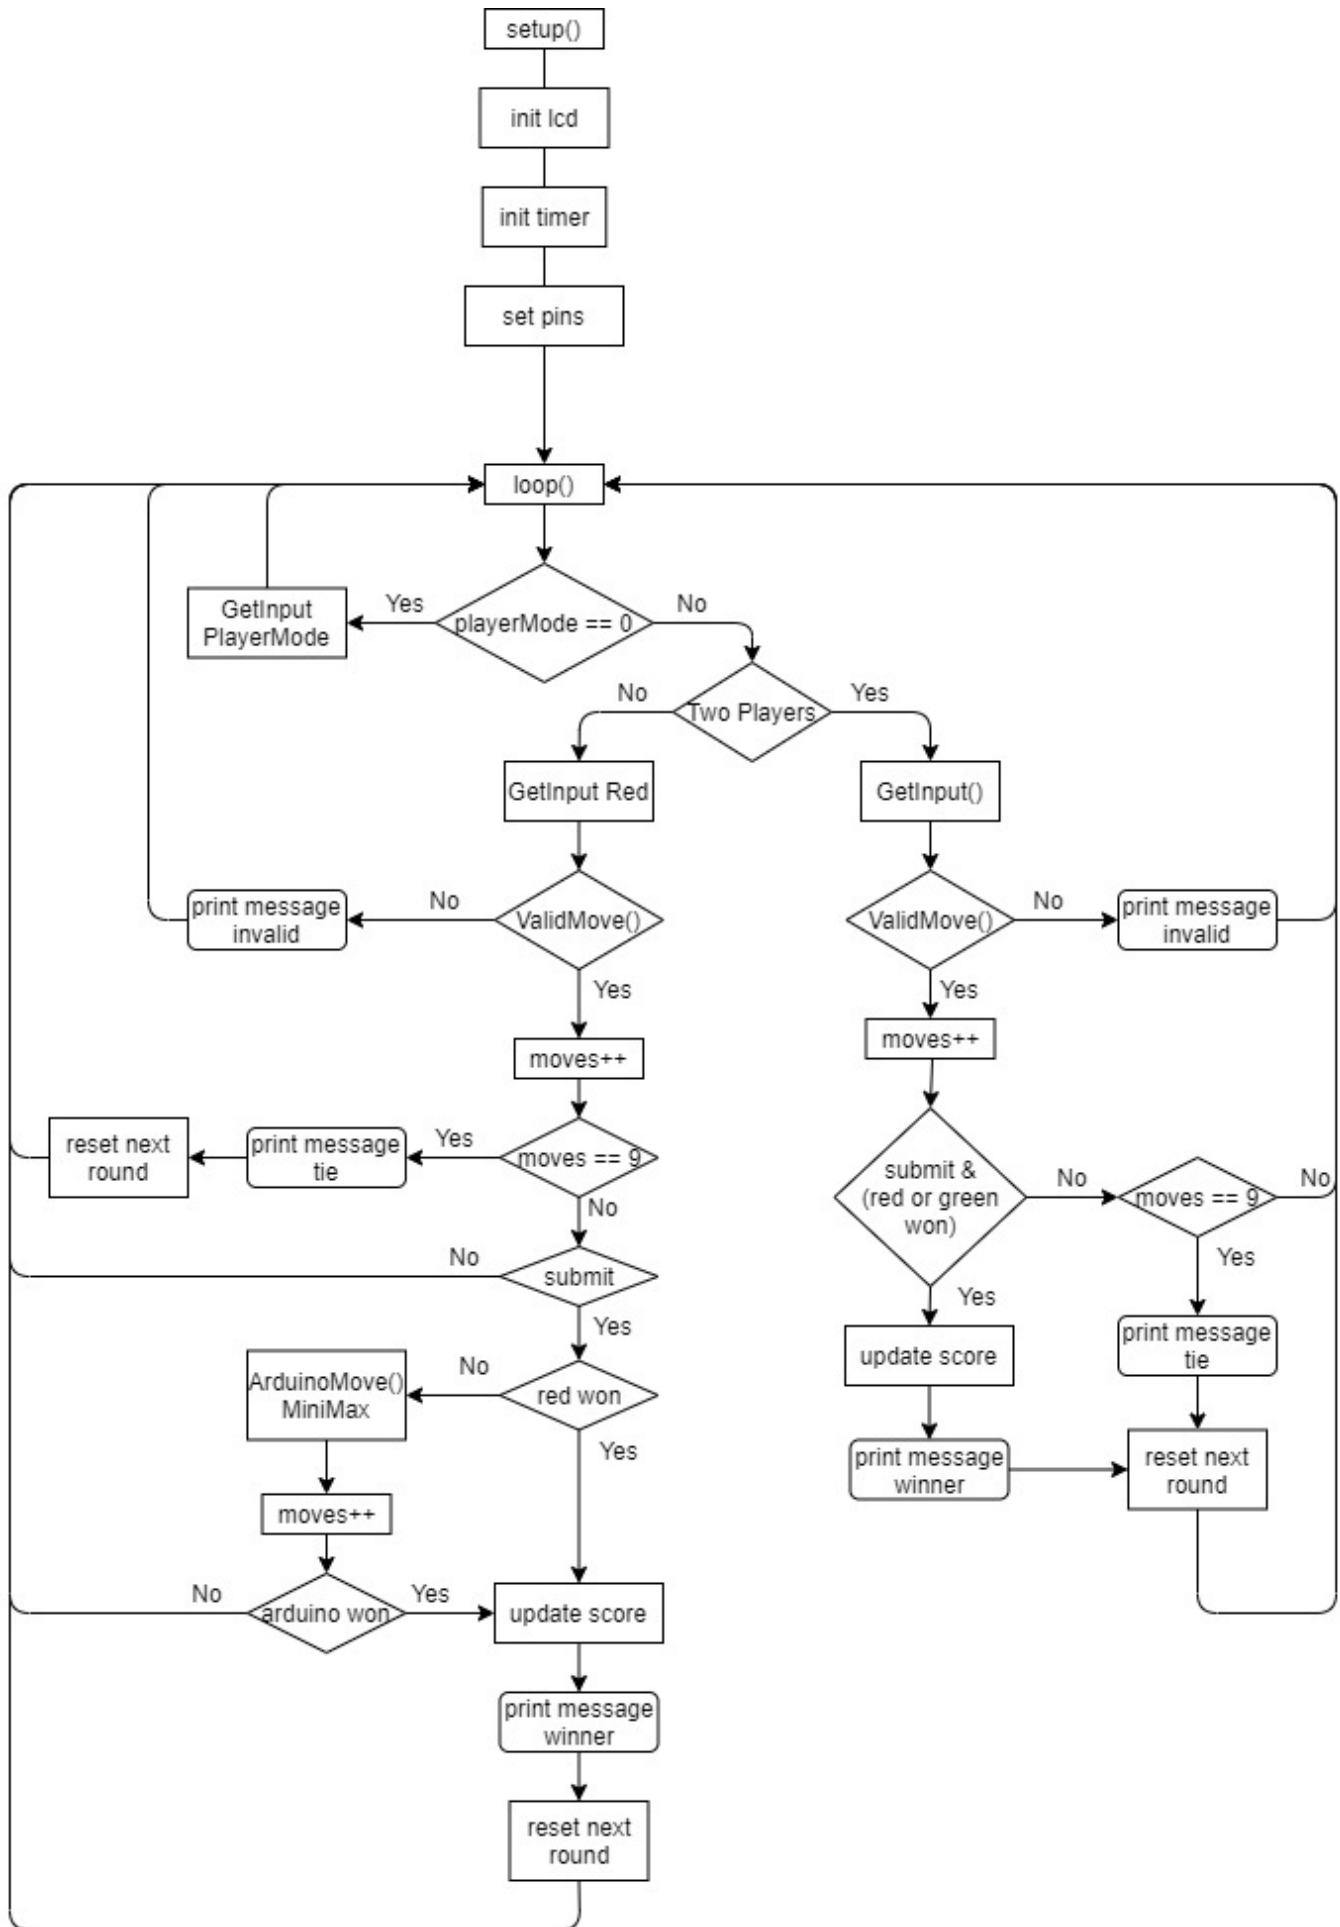 setup()
init lcd
init timer
set pins
loop()
GetInput
PlayerMode
Yes
playerMode == 0
No
No
Two Players
Yes
GetInput Red
GetInput()
print message
invalid
No
ValidMove()
Yes
ValidMove()
No
print message
invalid
Yes
moves++
moves++
reset next
round
print message
tie
Yes
moves == 9
No
submit &
(red or green
won)
No
moves == 9
No
No
submit
Yes
Yes
Yes
update score
print message
tie
ArduinoMove()
MiniMax
No
red won
Yes
print message
winner
reset next
round
moves++
No
arduino won
Yes
update score
print message
winner
reset next
round